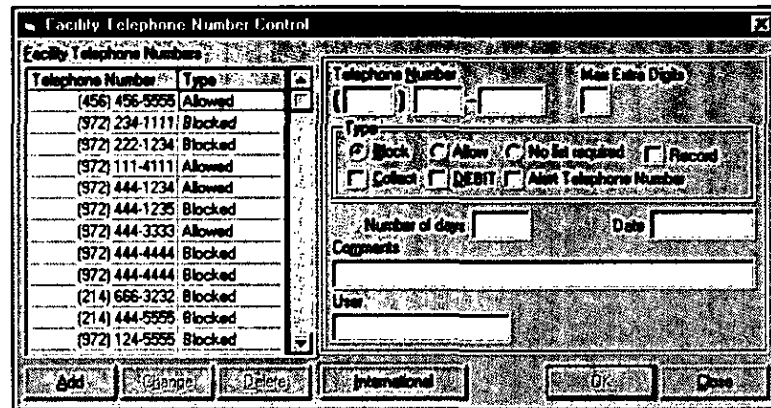 Facility Telephone Number Control
Facility Telephone Numbers
Telephone Number Type
(456) 456-5555 Allowed
(972) 234-1111 Blocked
(972) 222-1234 Blocked
(972) 111-4111 Allowed
(972) 444-1234 Allowed
(972) 444-1235 Blocked
(972) 444-3333 Allowed
(972) 444-4444 Blocked
(972) 444-4444 Blocked
(214) 666-3232 Blocked
(214) 444-5555 Blocked
(972) 124-5555 Blocked
Telephone Number Max Extra Digits
( ) -
Type
Block Allow No list required Record
Collect DEBIT Alert Telephone Number
Number of days Date
Comments
User
Add Change Delete International OK Close